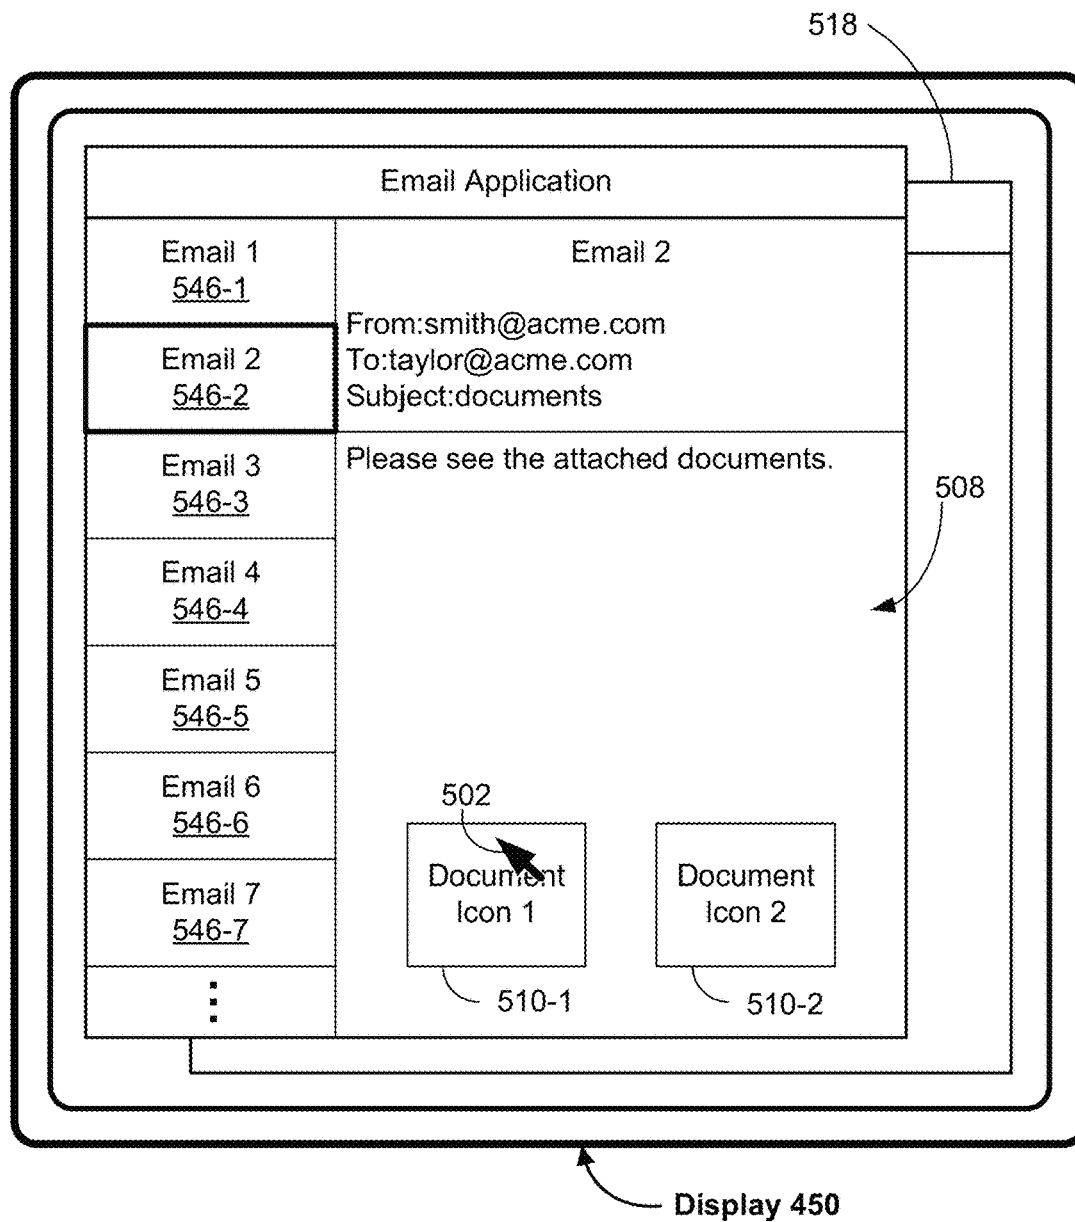 518
Email Application
Email 1
546-1
Email 2
546-2
Email 3
546-3
Email 4
546-4
Email 5
546-5
Email 6
546-6
Email 7
546-7
Email 2
From:smith@acme.com
To:taylor@acme.com
Subject:documents
Please see the attached documents.
508
502
Document
Icon 1
510-1
Document
Icon 2
510-2
Display 450